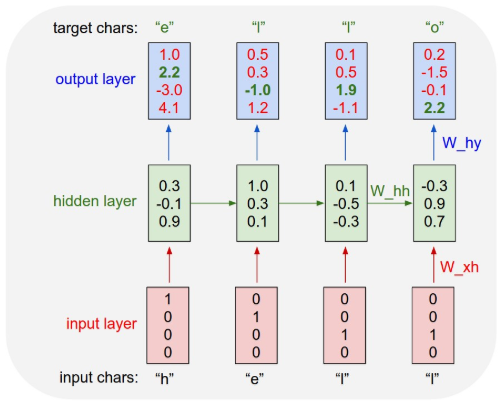 target chars: “e” “l” “l” “o”
1.0 0.5 0.1 0.2
2.2 0.3 0.5 -1.5
output layer -3.0 -1.0 1.9 -0.1
4.1 1.2 -1.1 2.2
W_hy
0.3 1.0 0.1 W_hh -0.3
hidden layer -0.1 0.3 -0.5 0.9
0.9 0.1 -0.3 0.7
W_xh
1 0 0 0
input layer 0 1 0 0
0 0 1 1
0 0 0 0
input chars: “h” “e” “l” “l”